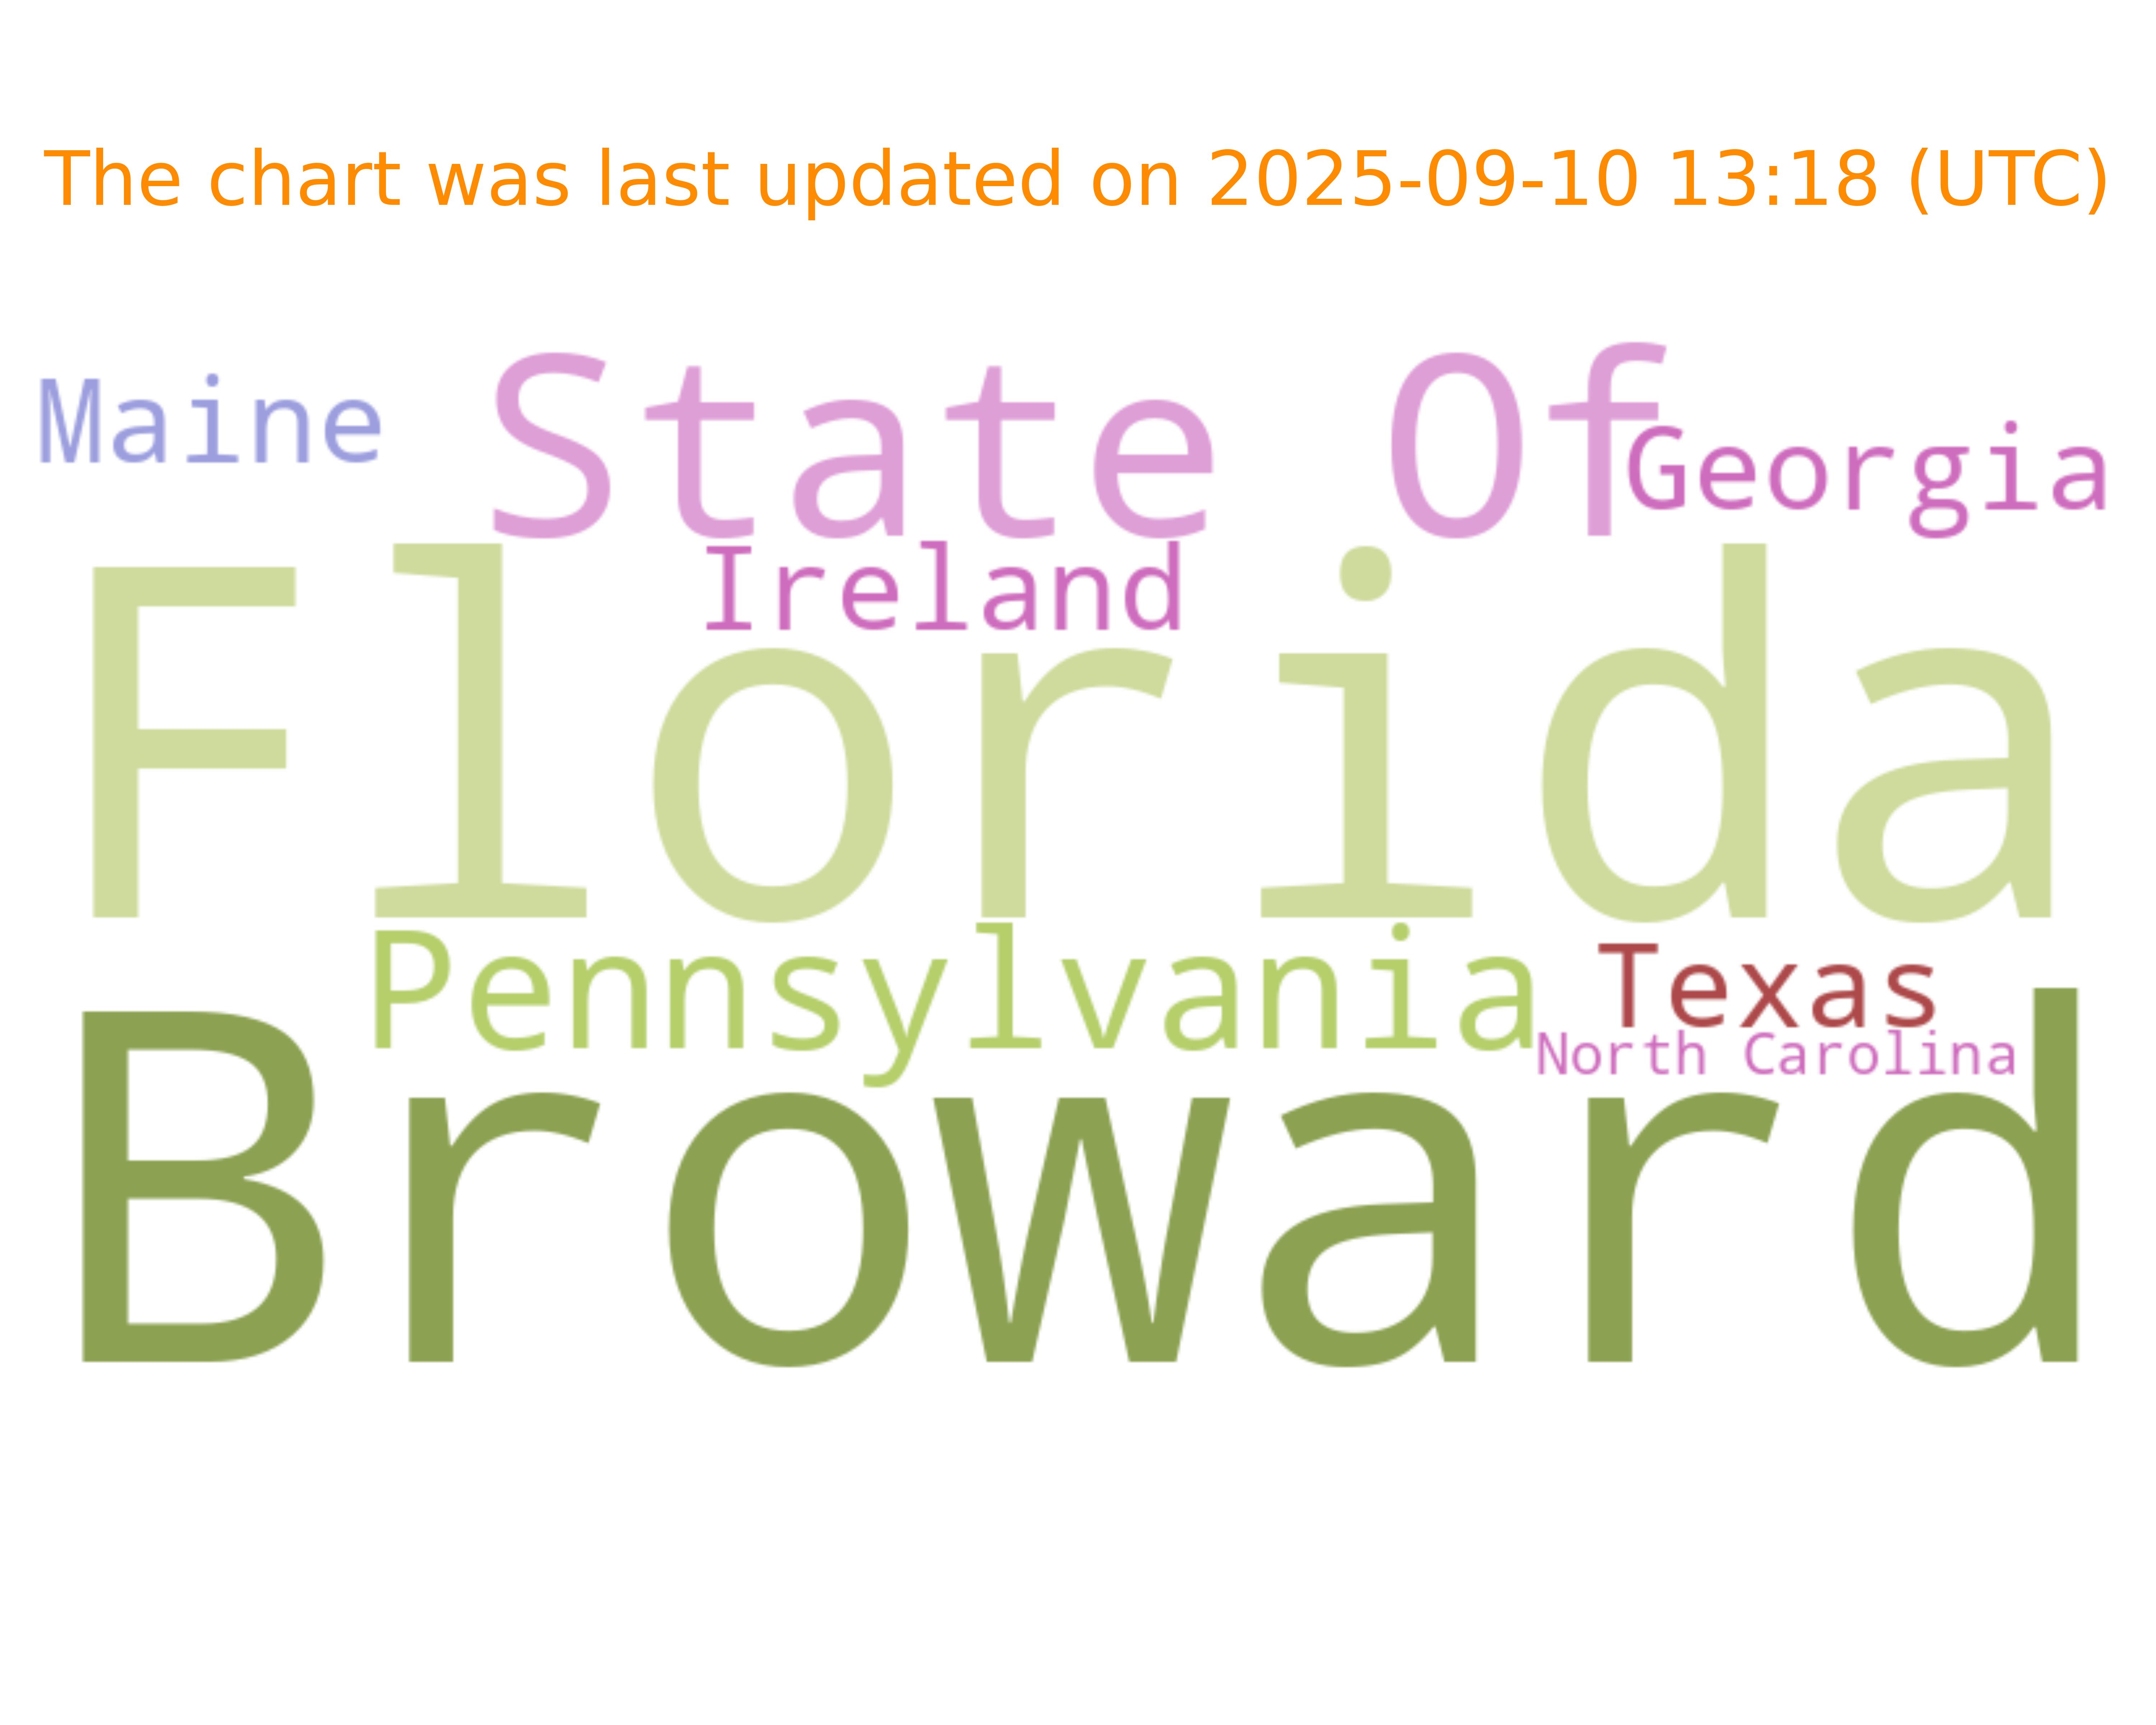 The chart was last updated on 2025-09-10 13:18 (UTC)
Maine State Of Georgia
Ireland
Florida
Pennsylvania Texas
North Carolina
Broward